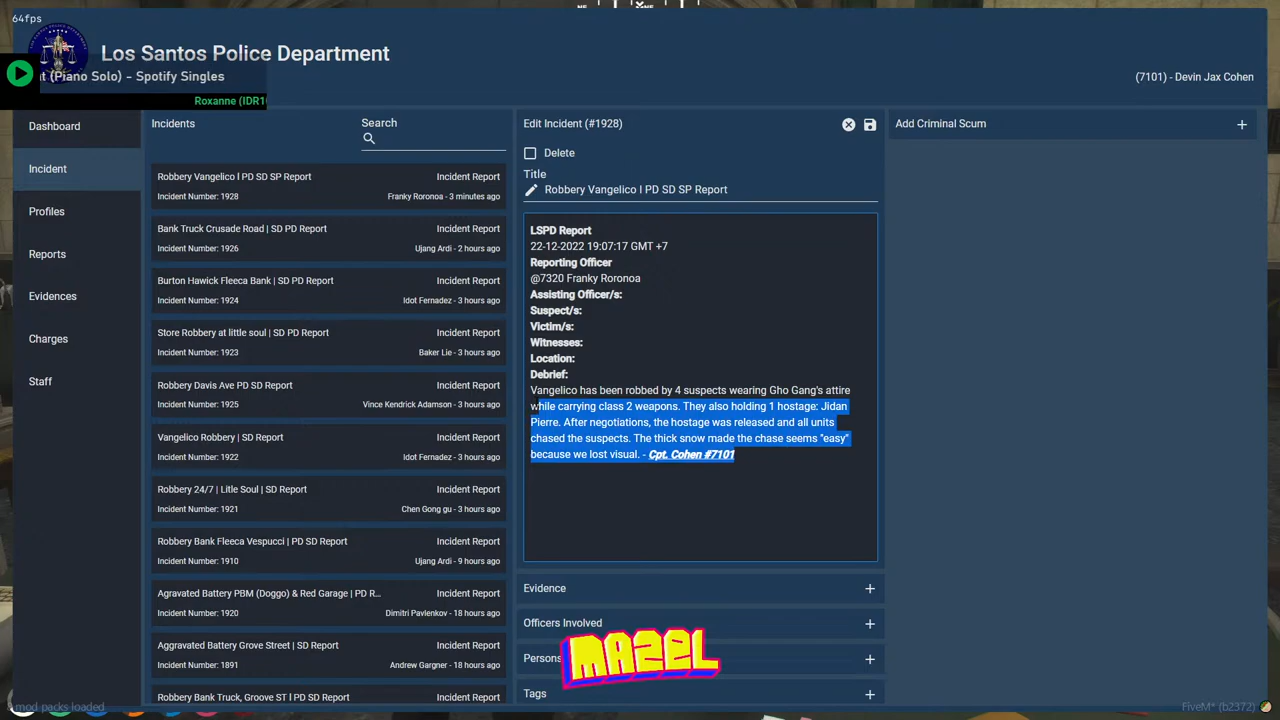 64fps
Los Santos Police Department
t (Piano Solo) – Spotify Singles
(7101) - Devin Jax Cohen
Roxanne (IDR1
Dashboard
Incident
Profiles
Reports
Evidences
Charges
Staff
Incidents
Search
Robbery Vangelico l PD SD SP Report
Incident Report
Incident Number: 1928
Franky Roronoa - 3 minutes ago
Bank Truck Crusade Road | SD PD Report
Incident Report
Incident Number: 1926
Ujang Ardi - 2 hours ago
Burton Hawick Fleeca Bank | SD PD Report
Incident Report
Incident Number: 1924
Idot Fernadez - 3 hours ago
Store Robbery at little soul | SD PD Report
Incident Report
Incident Number: 1923
Baker Lie - 3 hours ago
Robbery Davis Ave PD SD Report
Incident Report
Incident Number: 1925
Vince Kendrick Adamson - 3 hours ago
Vangelico Robbery | SD PD Report
Incident Report
Incident Number: 1922
Idot Fernadez - 3 hours ago
Robbery 24/7 | Litle Soul | SD PD Report
Incident Report
Incident Number: 1921
Chen Gong gu - 3 hours ago
Robbery Bank Fleeca Vespucci | PD SD Report
Incident Report
Incident Number: 1910
Ujang Ardi - 9 hours ago
Agravated Battery PBM (Doggo) & Red Garage | PD R...
Incident Report
Incident Number: 1920
Dimitri Pavlenkov - 18 hours ago
Aggravated Battery Grove Street | SD PD Report
Incident Report
Incident Number: 1891
Andrew Gargner - 18 hours ago
Robbery Bank Truck, Groove ST l PD SD Report
Incident Report
Edit Incident (#1928)
Delete
Title
Robbery Vangelico l PD SD SP Report
LSPD Report
22-12-2022 19:07:17 GMT +7
Reporting Officer
@7320 Franky Roronoa
Assisting Officer/s:
Suspect/s:
Victim/s:
Witnesses:
Location:
Debrief:
Vangelico has been robbed by 4 suspects wearing Gho Gang's attire
while carrying class 2 weapons. They also holding 1 hostage: Jidan
Pierre. After negotiations, the hostage was released and all units
chased the suspects. The thick snow made the chase seems "easy"
because we lost visual. - Cpt. Cohen #7101
Evidence
Officers Involved
Persons
MAZEL
Tags
Add Criminal Scum
mod packs loaded
FiveM* (b2372)